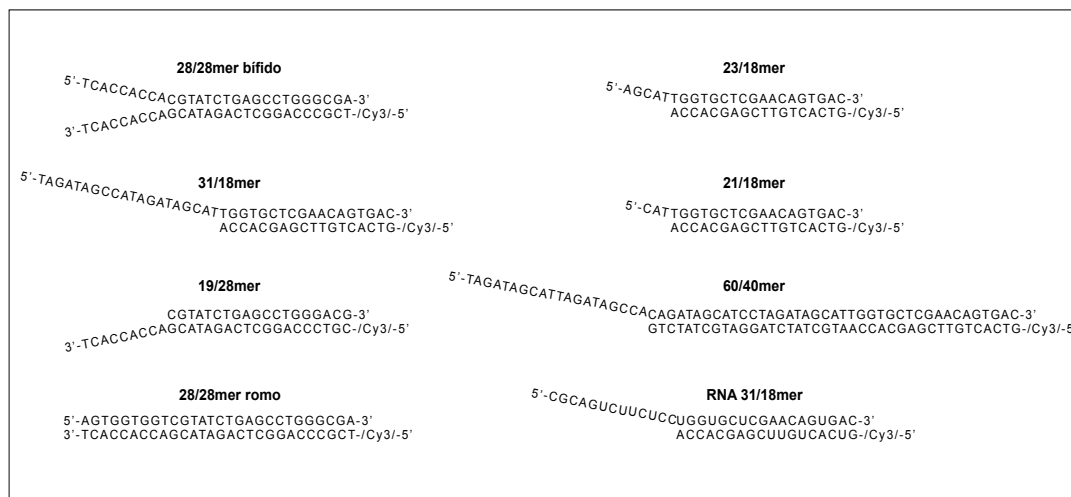 28/28mer bífido
5’-TCACCACCACGTATCTGAGCCTGGGCGA-3’
3’-TCACCACCAGCATAGACTCGGACCCGCT-/Cy3/-5’
23/18mer
5’-AGCATTGGTGCTCGAACAGTGAC-3’
ACCACGAGCTTGTCACTG-/Cy3/-5’
31/18mer
5’-TAGATAGCCATAGATAGCATTGGTGCTCGAACAGTGAC-3’
ACCACGAGCTTGTCACTG-/Cy3/-5’
21/18mer
5’-CATTGGTGCTCGAACAGTGAC-3’
ACCACGAGCTTGTCACTG-/Cy3/-5’
19/28mer
CGTATCTGAGCCTGGGACG-3’
3’-TCACCACCAGCATAGACTCGGACCCTGC-/Cy3/-5’
60/40mer
5’-TAGATAGCATTAGATAGCCACAGATAGCATCCTAGATAGCATTGGTGCTCGAACAGTGAC-3’
GTCTATCGTAGGATCTATCGTAACCACGAGCTTGTCACTG-/Cy3/-5’
28/28mer romo
5’-AGTGGTGGTCGTATCTGAGCCTGGGCGA-3’
3’-TCACCACCAGCATAGACTCGGACCCGCT-/Cy3/-5’
RNA 31/18mer
5’-CGCAGUCUUCUCCUGGUGCUCGAACAGUGAC-3’
ACCACGAGCUUGUCACUG-/Cy3/-5’